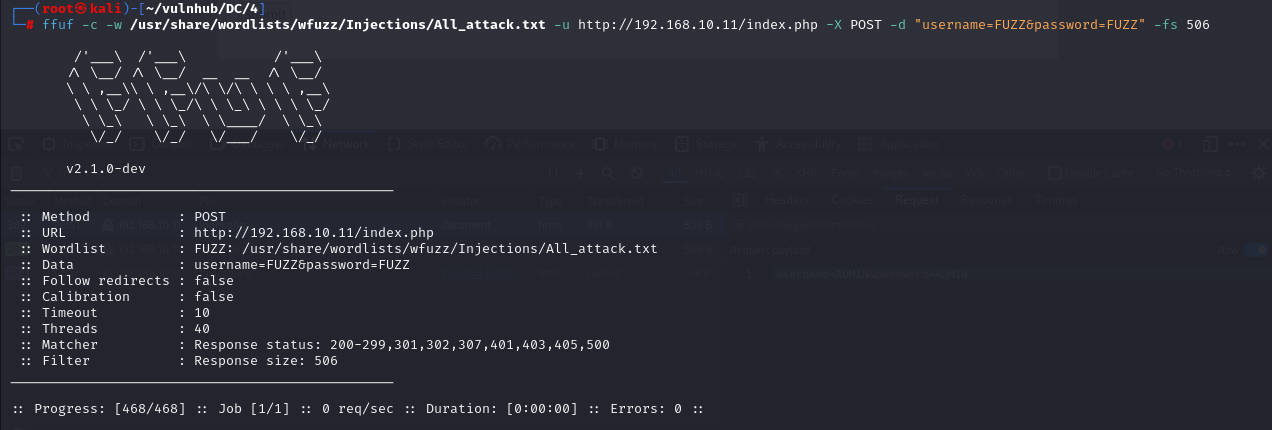 ┌──(root㉿kali)-[~/vulnhub/DC/4]
└─# ffuf -c -w /usr/share/wordlists/wfuzz/Injections/All_attack.txt -u http://192.168.10.11/index.php -X POST -d "username=FUZZ&password=FUZZ" -fs 506
v2.1.0-dev
:: Method : POST
:: URL : http://192.168.10.11/index.php
:: Wordlist : FUZZ: /usr/share/wordlists/wfuzz/Injections/All_attack.txt
:: Data : username=FUZZ&password=FUZZ
:: Follow redirects : false
:: Calibration : false
:: Timeout : 10
:: Threads : 40
:: Matcher : Response status: 200-299,301,302,307,401,403,405,500
:: Filter : Response size: 506
:: Progress: [468/468] :: Job [1/1] :: 0 req/sec :: Duration: [0:00:00] :: Errors: 0 ::